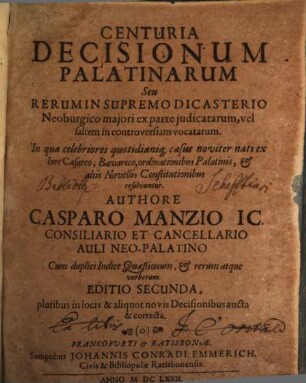 CENTURIA
DECISIONUM
PALATINARUM
Seu
RERUM IN SUPREMO DICASTERIO
Neoburgico majori ex parte judicatarum, vel
saltem in controversiam vocatarum.
In qua celebriores quotidianiq, casus noviter nati ex
Iure Cæsareo, Bavarico, ordinationibus Palatinis, &
aliis Novellis Constitutionibus
resolvuntur.
AUTHORE
CASPARO MANZIO IC.
CONSILIARIO ET CANCELLARIO
AULI NEO-PALATINO
Cum duplici Indice Quæstionum, & rerum atque
verborum.
EDITIO SECUNDA,
pluribus in locis & aliquot novis Decisionibus aucta
& correcta.
Ex libris
(o)
FRANCOFURTI & RATISBONÆ.
Sumptibus JOHANNIS CONRADI EMMERICH.
Civis & Bibliopolæ Ratisbonensis.
ANNO M DC LXXII